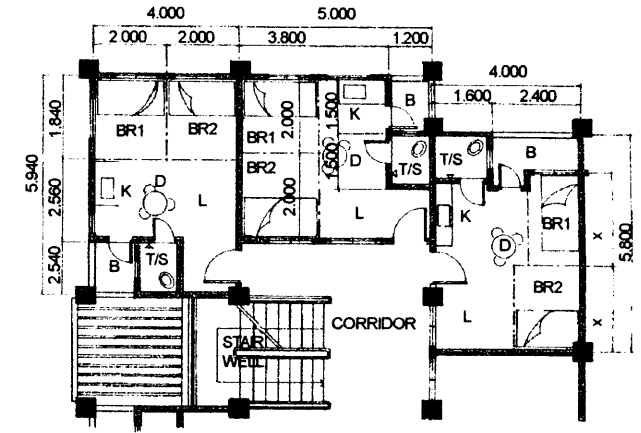 4.000 5.000
2 000 2.000 3.800 1.200
4.000
1.600 2.400
5.940
1.840
2.560
2.540
BR1 BR2
K D L
B T/S
BR1
BR2
2.000
2.000
1.500
1.500
K
D
L
B
T/S
T/S
B
K
D
L
BR1
BR2
x
x
5.800
CORRIDOR
STAIR
WELL